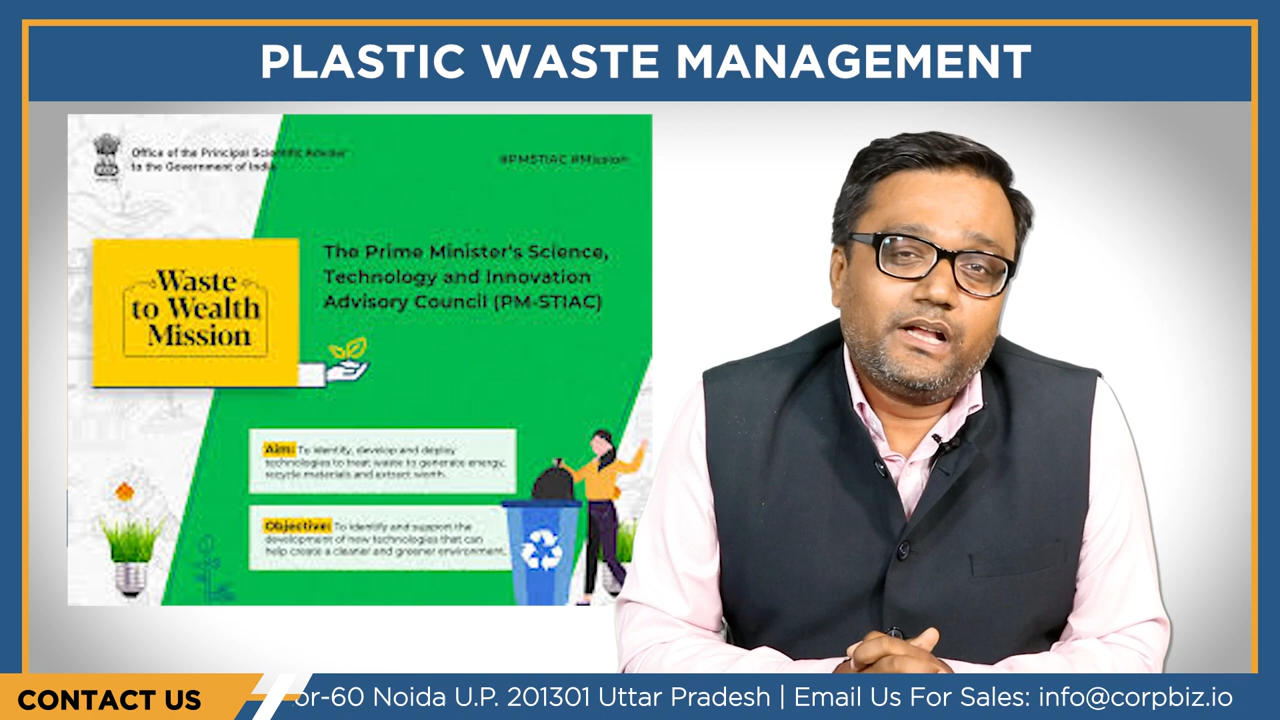 PLASTIC WASTE MANAGEMENT
Office of the Principal Scientific Adviser
to the Government of India
#PMSTIAC #Mission
Waste
to Wealth
Mission
The Prime Minister's Science,
Technology and Innovation
Advisory Council (PM-STIAC)
Aim: To identify, develop and deploy
technologies to treat waste to generate energy,
recycle materials and extract worth.
Objective: To identify and support the
development of new technologies that can
help create a cleaner and greener environment.
CONTACT US
or-60 Noida U.P. 201301 Uttar Pradesh | Email Us For Sales: info@corpbiz.io